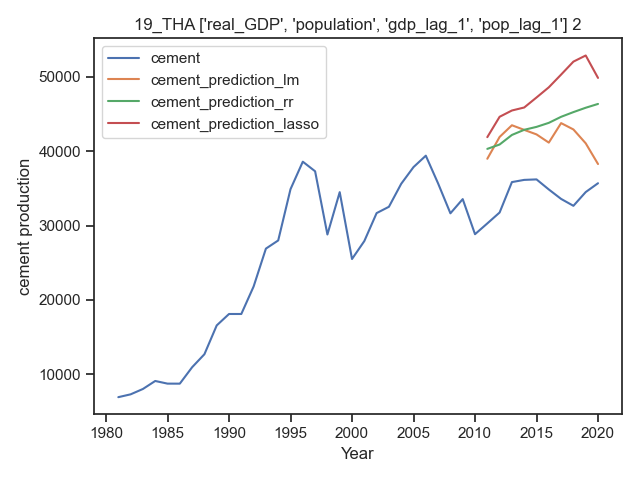 19_THA ['real_GDP', 'population', 'gdp_lag_1', 'pop_lag_1'] 2
cement
cement_prediction_lm
cement_prediction_rr
cement_prediction_lasso
50000
40000
30000
20000
10000
cement production
1980 1985 1990 1995 2000 2005 2010 2015 2020
Year